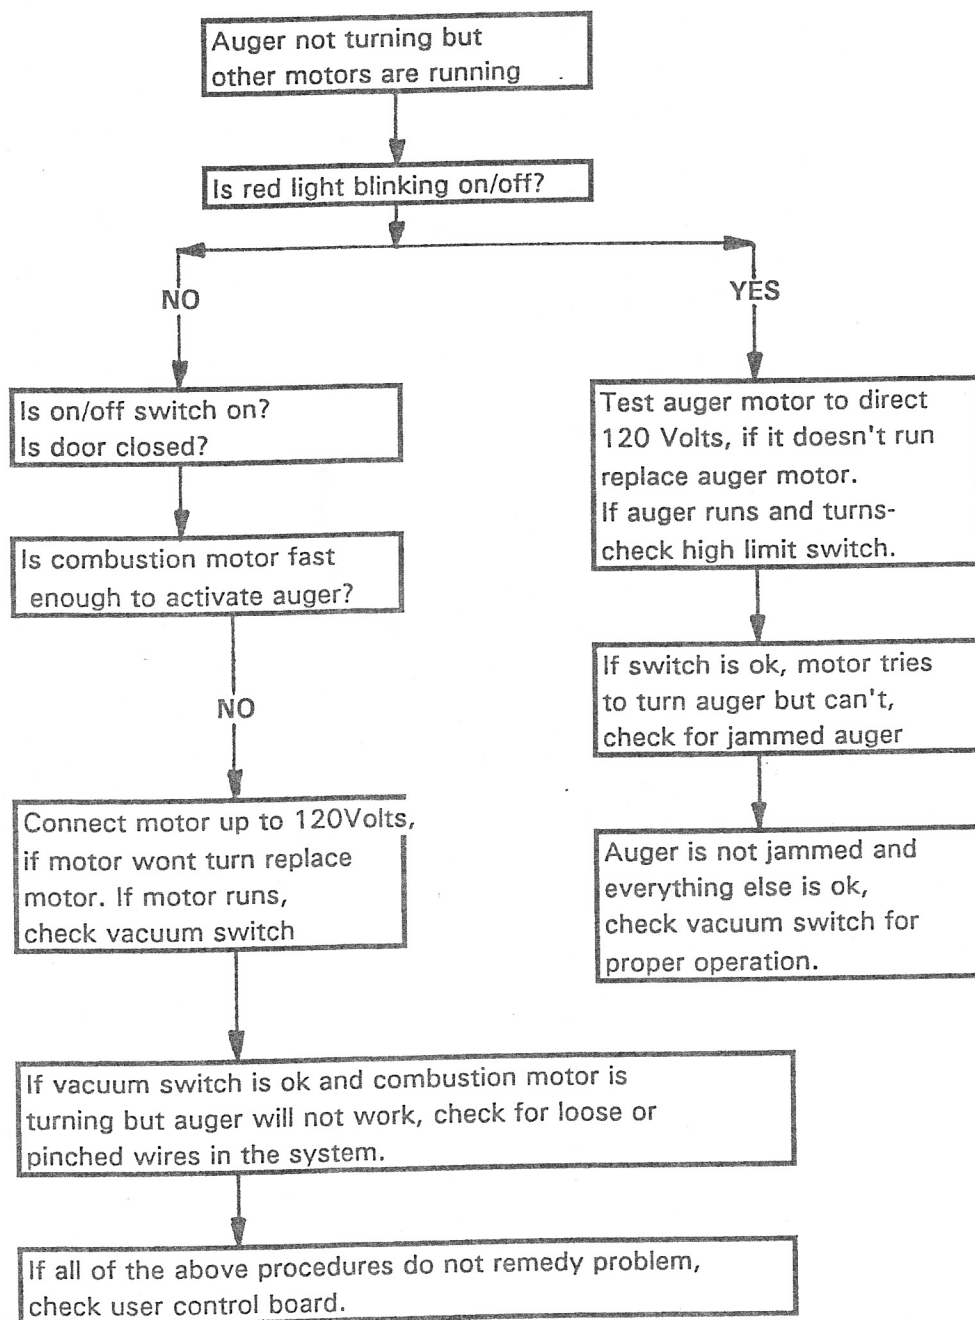 Auger not turning but
other motors are running
Is red light blinking on/off?
NO
YES
Is on/off switch on?
Is door closed?
Is combustion motor fast
enough to activate auger?
NO
Connect motor up to 120Volts,
if motor wont turn replace
motor. If motor runs,
check vacuum switch
Test auger motor to direct
120 Volts, if it doesn't run
replace auger motor.
If auger runs and turns-
check high limit switch.
If switch is ok, motor tries
to turn auger but can't,
check for jammed auger
Auger is not jammed and
everything else is ok,
check vacuum switch for
proper operation.
If vacuum switch is ok and combustion motor is
turning but auger will not work, check for loose or
pinched wires in the system.
If all of the above procedures do not remedy problem,
check user control board.